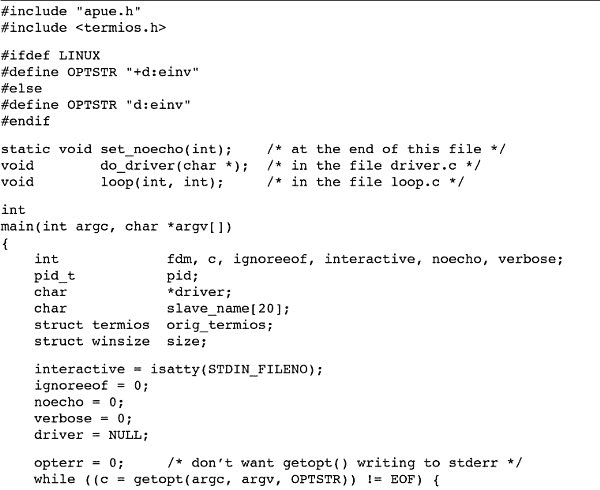 #include "apue.h"
#include <termios.h>
#ifdef LINUX
#define OPTSTR "+d:einv"
#else
#define OPTSTR "d:einv"
#endif
static void set_noecho(int);    /* at the end of this file */
void        do_driver(char *);  /* in the file driver.c */
void        loop(int, int);     /* in the file loop.c */
int
main(int argc, char *argv[])
{
    int             fdm, c, ignoreeof, interactive, noecho, verbose;
    pid_t           pid;
    char            *driver;
    char            slave_name[20];
    struct termios  orig_termios;
    struct winsize  size;
    interactive = isatty(STDIN_FILENO);
    ignoreeof = 0;
    noecho = 0;
    verbose = 0;
    driver = NULL;
    opterr = 0;     /* don't want getopt() writing to stderr */
    while ((c = getopt(argc, argv, OPTSTR)) != EOF) {